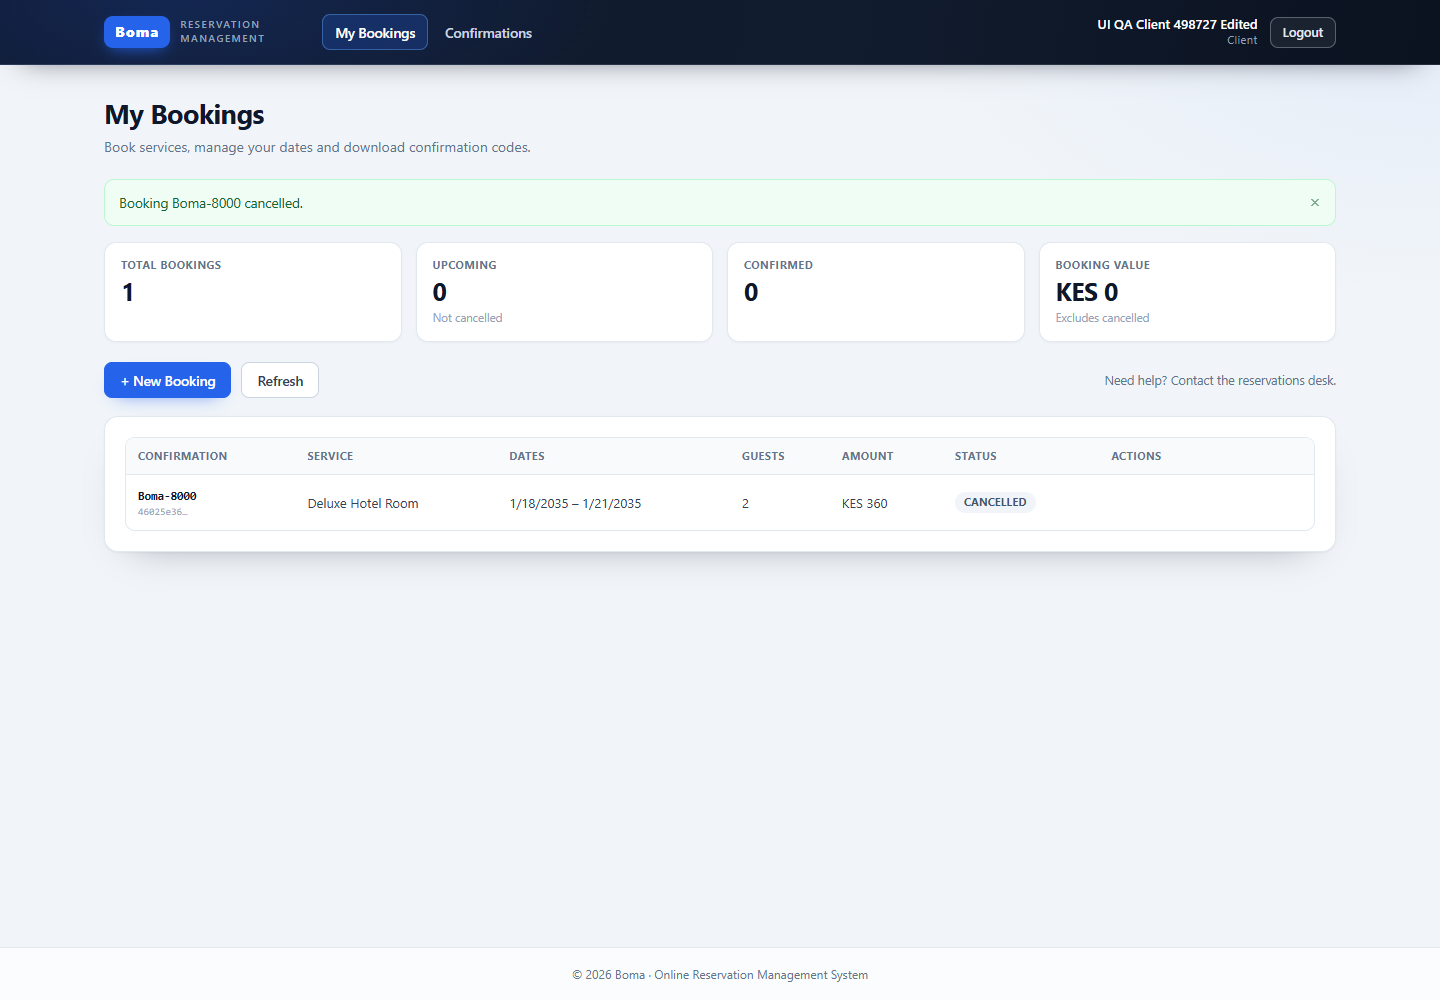 Boma
RESERVATION
MANAGEMENT
My Bookings
Confirmations
UI QA Client 498727 Edited
Client
Logout
My Bookings
Book services, manage your dates and download confirmation codes.
Booking Boma-8000 cancelled.
×
TOTAL BOOKINGS
1
UPCOMING
0
Not cancelled
CONFIRMED
0
BOOKING VALUE
KES 0
Excludes cancelled
+ New Booking
Refresh
Need help? Contact the reservations desk.
CONFIRMATION SERVICE DATES GUESTS AMOUNT STATUS ACTIONS
Boma-8000
46025e36…
Deluxe Hotel Room
1/18/2035 – 1/21/2035
2
KES 360
CANCELLED
© 2026 Boma · Online Reservation Management System